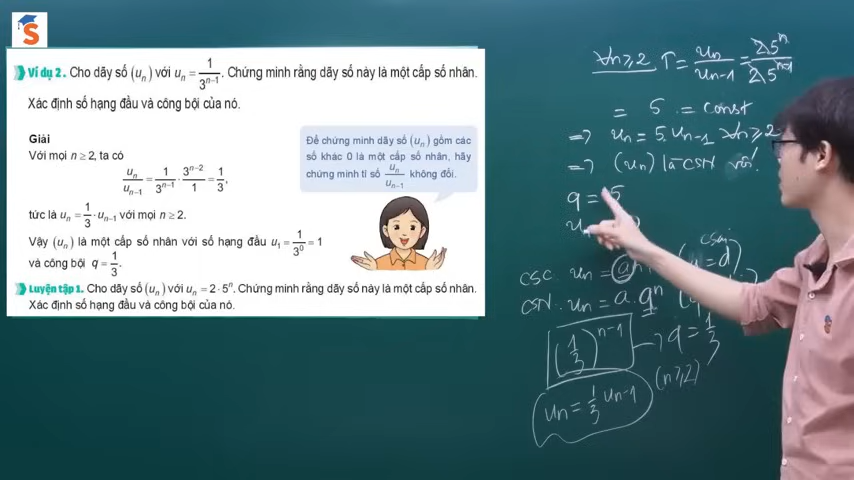 S
Ví dụ 2. Cho dãy số (uₙ) với uₙ = 1/3ⁿ⁻¹. Chứng minh rằng dãy số này là một cấp số nhân.
Xác định số hạng đầu và công bội của nó.
Giải
Với mọi n ≥ 2, ta có
uₙ/uₙ₋₁ = 1/3ⁿ⁻¹ · 3ⁿ⁻²/1 = 1/3,
tức là uₙ = 1/3 · uₙ₋₁ với mọi n ≥ 2.
Vậy (uₙ) là một cấp số nhân với số hạng đầu u₁ = 1/3⁰ = 1
và công bội q = 1/3.
Để chứng minh dãy số (uₙ) gồm các
số khác 0 là một cấp số nhân, hãy
chứng minh tỉ số uₙ/uₙ₋₁ không đổi.
Luyện tập 1. Cho dãy số (uₙ) với uₙ = 2 · 5ⁿ. Chứng minh rằng dãy số này là một cấp số nhân.
Xác định số hạng đầu và công bội của nó.
∀n≥2 T = uₙ/uₙ₋₁ = 2.5ⁿ/2.5ⁿ⁻¹
= 5 = const
=> uₙ = 5.uₙ₋₁ ∀n≥2
=> (uₙ) là CSN với:
q = 5
CSC uₙ = a
CSN uₙ = a.qⁿ
(1/3)ⁿ⁻¹ → q = 1/3
uₙ = 1/3 uₙ₋₁ (n≥2)